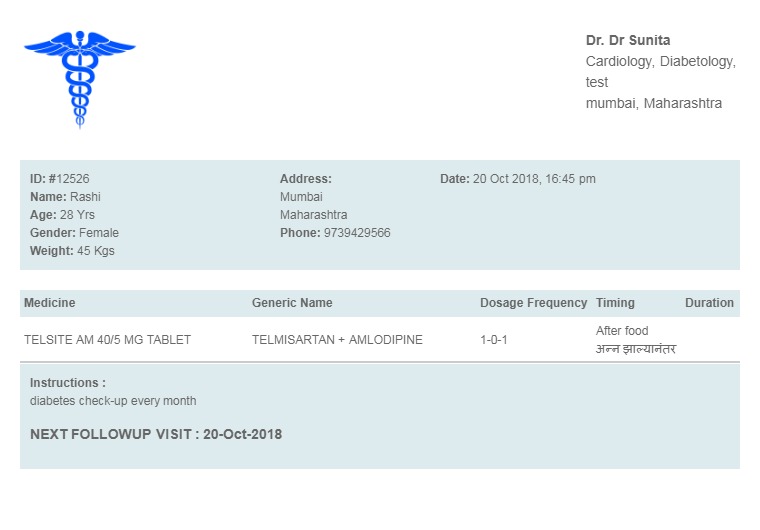 Dr. Dr Sunita
Cardiology, Diabetology,
test
mumbai, Maharashtra
ID: #12526
Name: Rashi
Age: 28 Yrs
Gender: Female
Weight: 45 Kgs
Address:
Mumbai
Maharashtra
Phone: 9739429566
Date: 20 Oct 2018, 16:45 pm
Medicine Generic Name Dosage Frequency Timing Duration
TELSITE AM 40/5 MG TABLET TELMISARTAN + AMLODIPINE 1-0-1 After food
अन्न झाल्यानंतर
Instructions :
diabetes check-up every month
NEXT FOLLOWUP VISIT : 20-Oct-2018